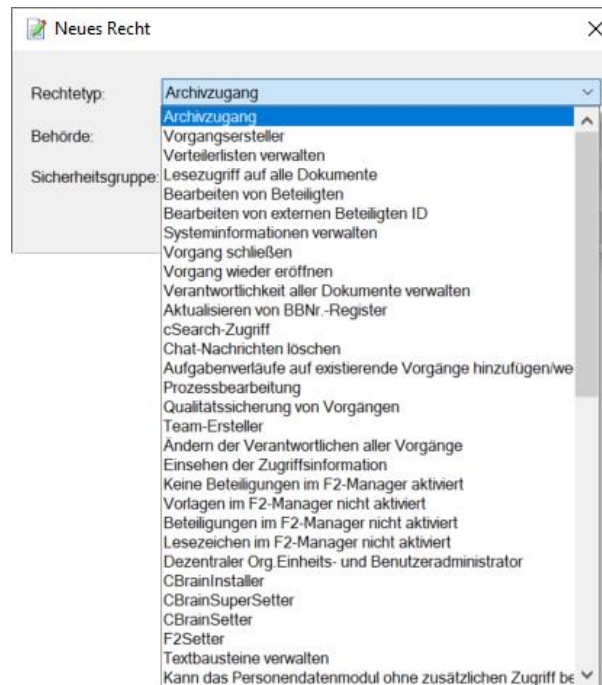 Neues Recht
Rechtetyp: Archivzugang
Behörde:
Sicherheitsgruppe:
Archivzugang
Vorgangsersteller
Verteilerlisten verwalten
Lesezugriff auf alle Dokumente
Bearbeiten von Beteiligten
Bearbeiten von externen Beteiligten ID
Systeminformationen verwalten
Vorgang schließen
Vorgang wieder eröffnen
Verantwortlichkeit aller Dokumente verwalten
Aktualisieren von BBNr.-Register
cSearch-Zugriff
Chat-Nachrichten löschen
Aufgabenverläufe auf existierende Vorgänge hinzufügen/we
Prozessbearbeitung
Qualitätssicherung von Vorgängen
Team-Ersteller
Ändern der Verantwortlichen aller Vorgänge
Einsehen der Zugriffsinformation
Keine Beteiligungen im F2-Manager aktiviert
Vorlagen im F2-Manager nicht aktiviert
Beteiligungen im F2-Manager nicht aktiviert
Lesezeichen im F2-Manager nicht aktiviert
Dezentraler Org.Einheits- und Benutzeradministrator
CBrainInstaller
CBrainSuperSetter
CBrainSetter
F2Setter
Textbausteine verwalten
Kann das Personendatenmodul ohne zusätzlichen Zugriff be